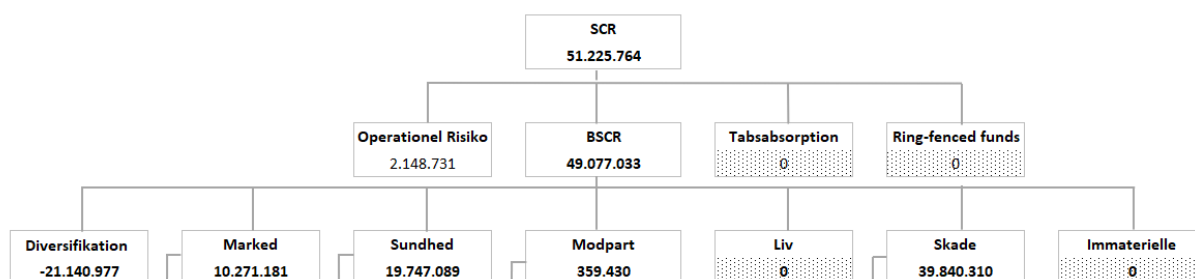 SCR
51.225.764
Operationel Risiko
2.148.731
BSCR
49.077.033
Tabsabsorption
0
Ring-fenced funds
0
Diversifikation
-21.140.977
Marked
10.271.181
Sundhed
19.747.089
Modpart
359.430
Liv
0
Skade
39.840.310
Immaterielle
0